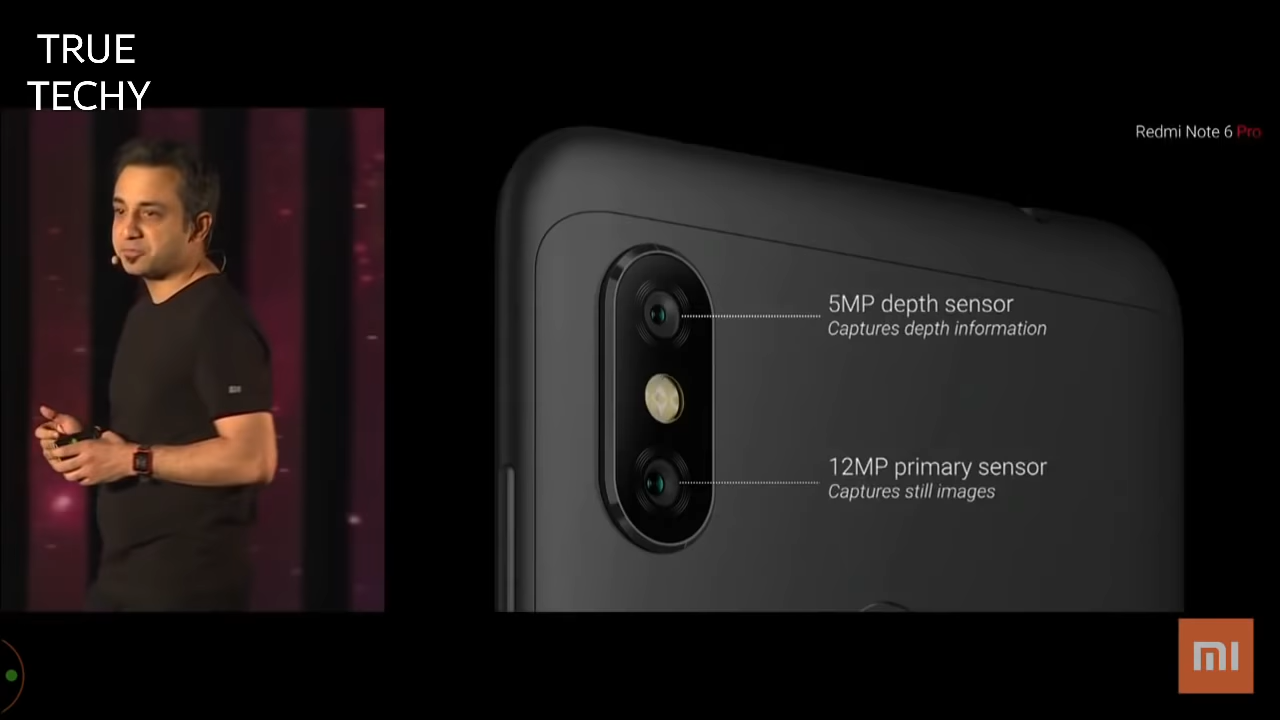 TRUE
TECHY
Redmi Note 6 Pro
5MP depth sensor
Captures depth information
12MP primary sensor
Captures still images
mi